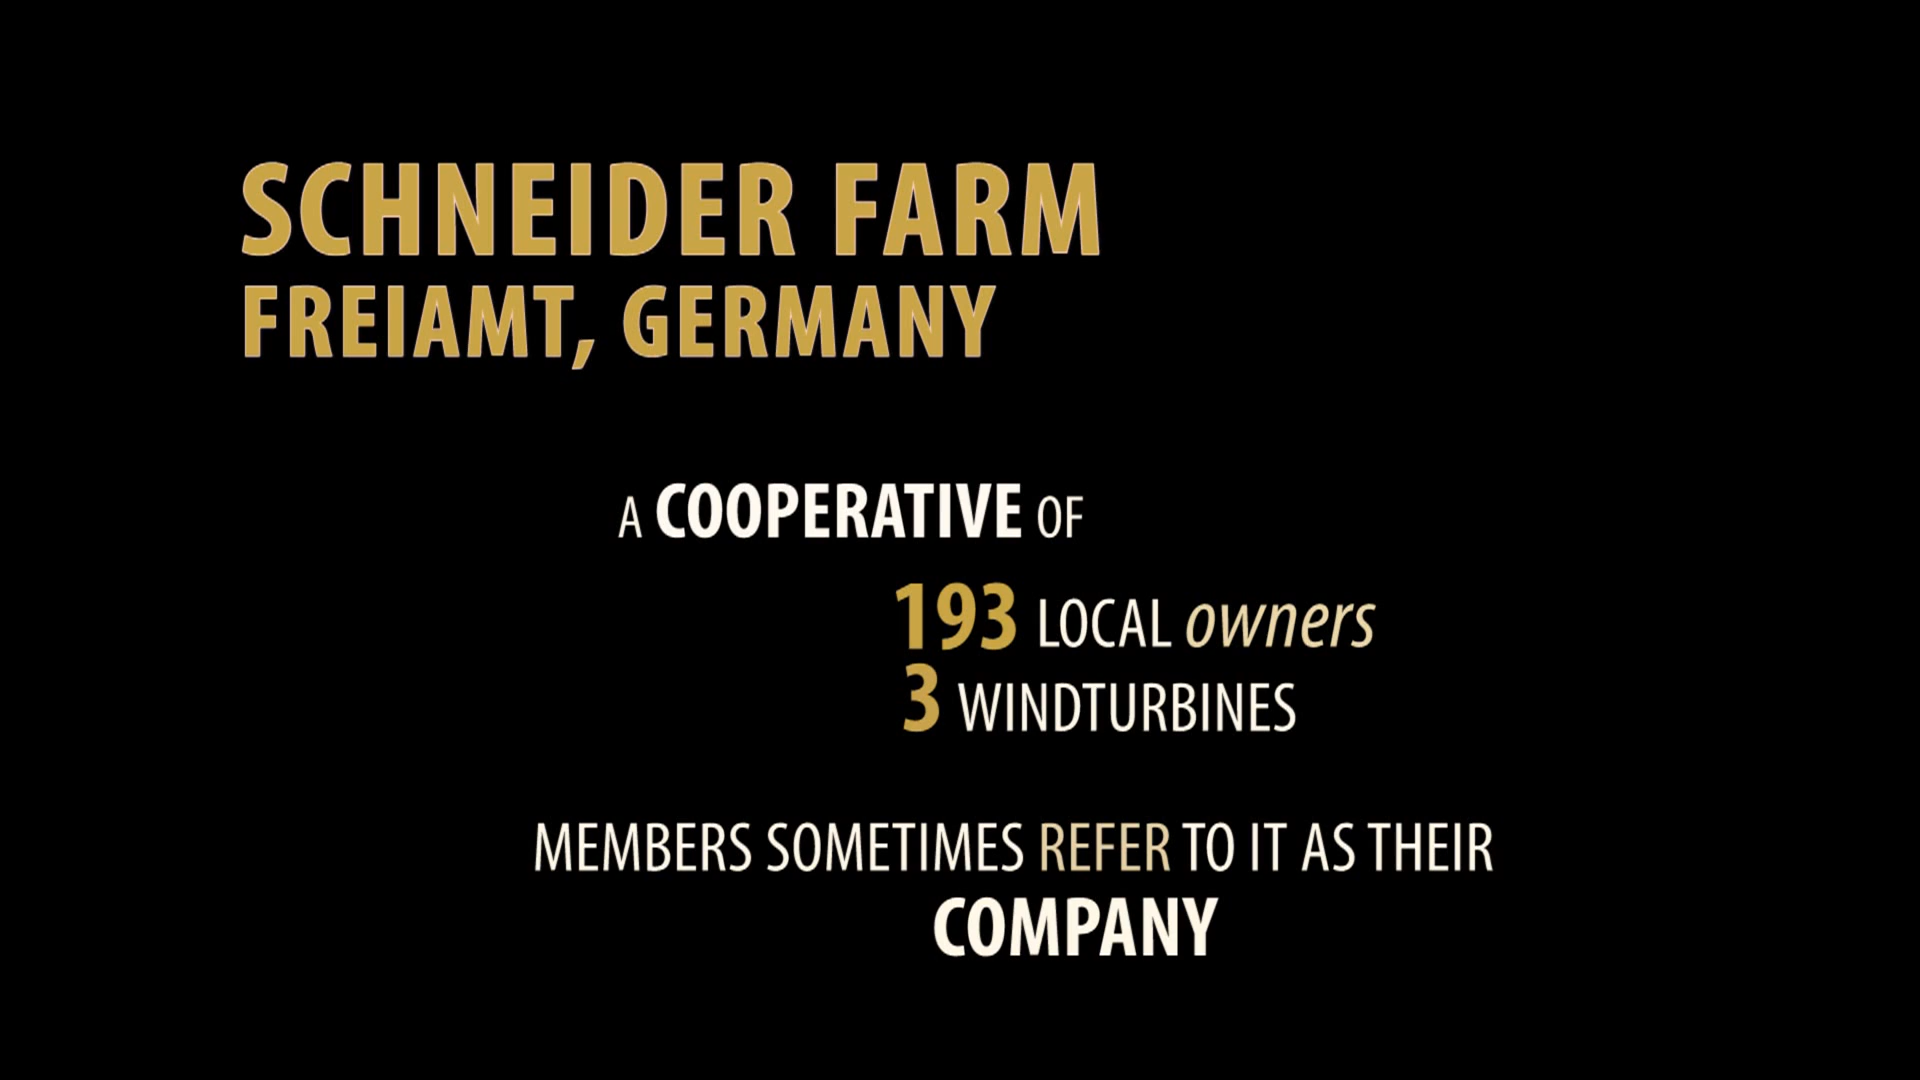 SCHNEIDER FARM
FREIAMT, GERMANY
A COOPERATIVE OF
193 LOCAL owners
3 WINDTURBINES
MEMBERS SOMETIMES REFER TO IT AS THEIR
COMPANY